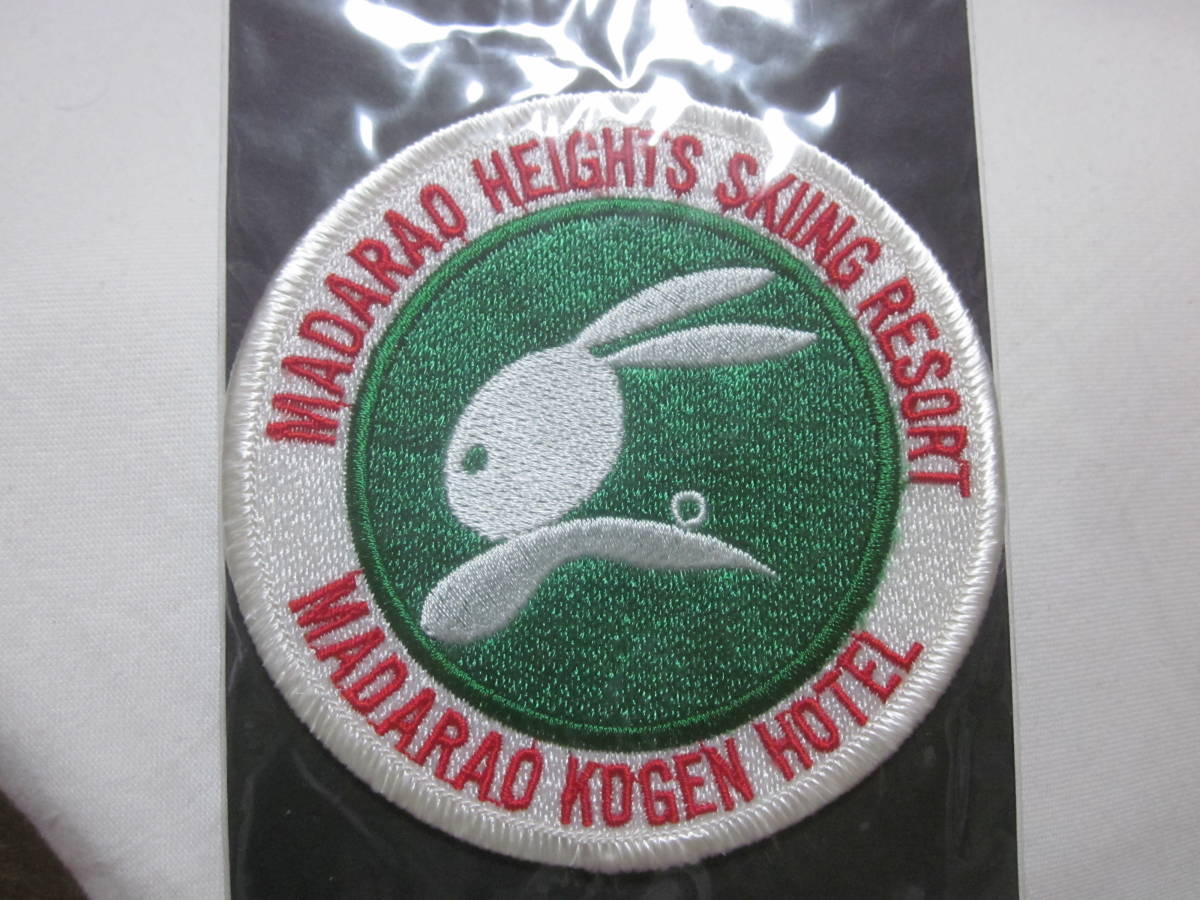 MADARAO HEIGHTS SKIING RESORT
MADARAO KOGEN HOTEL